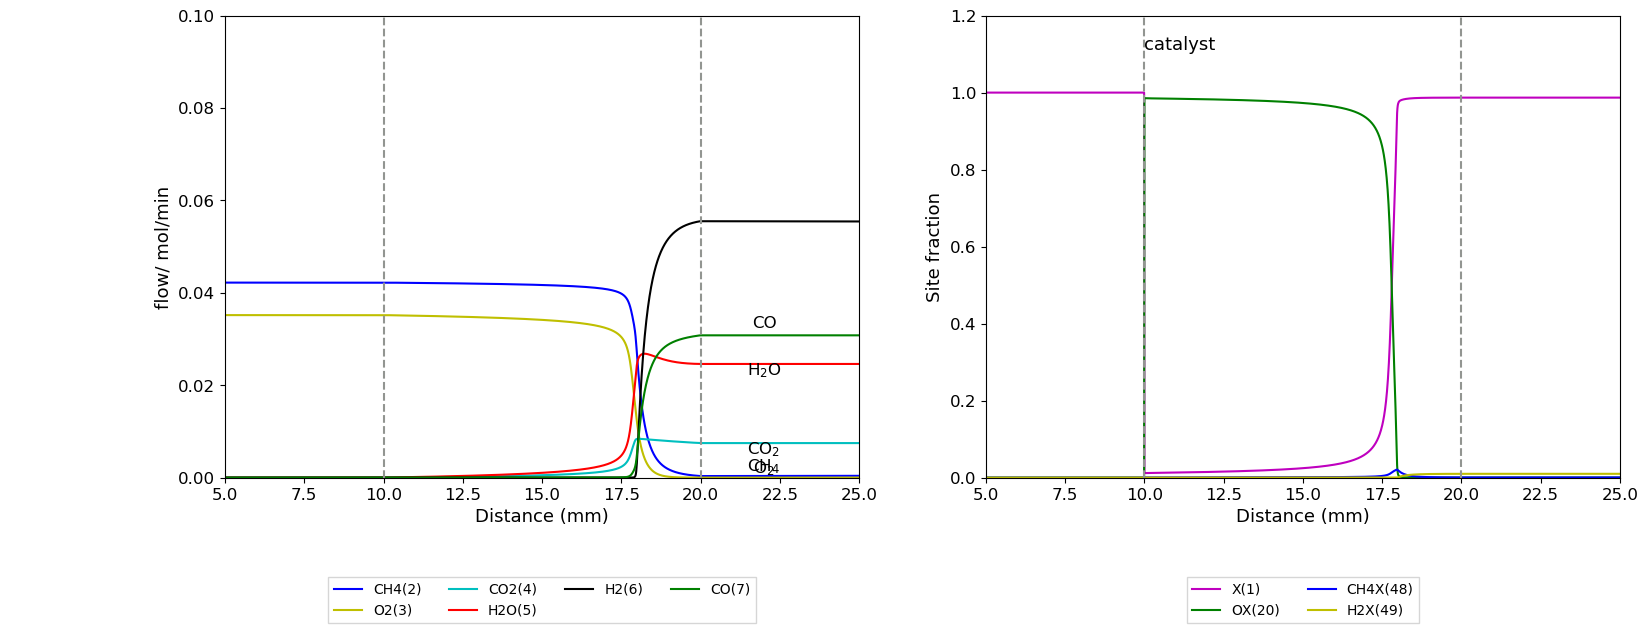 0.10
0.08
0.06
0.04
0.02
0.00
flow/ mol/min
CO
H₂O
CO₂
CH₄
O₂
5.0 7.5 10.0 12.5 15.0 17.5 20.0 22.5 25.0
Distance (mm)
CH4(2) CO2(4) H2(6) CO(7)
O2(3) H2O(5)
1.2
1.0
0.8
0.6
0.4
0.2
0.0
Site fraction
catalyst
5.0 7.5 10.0 12.5 15.0 17.5 20.0 22.5 25.0
Distance (mm)
X(1) CH4X(48)
OX(20) H2X(49)